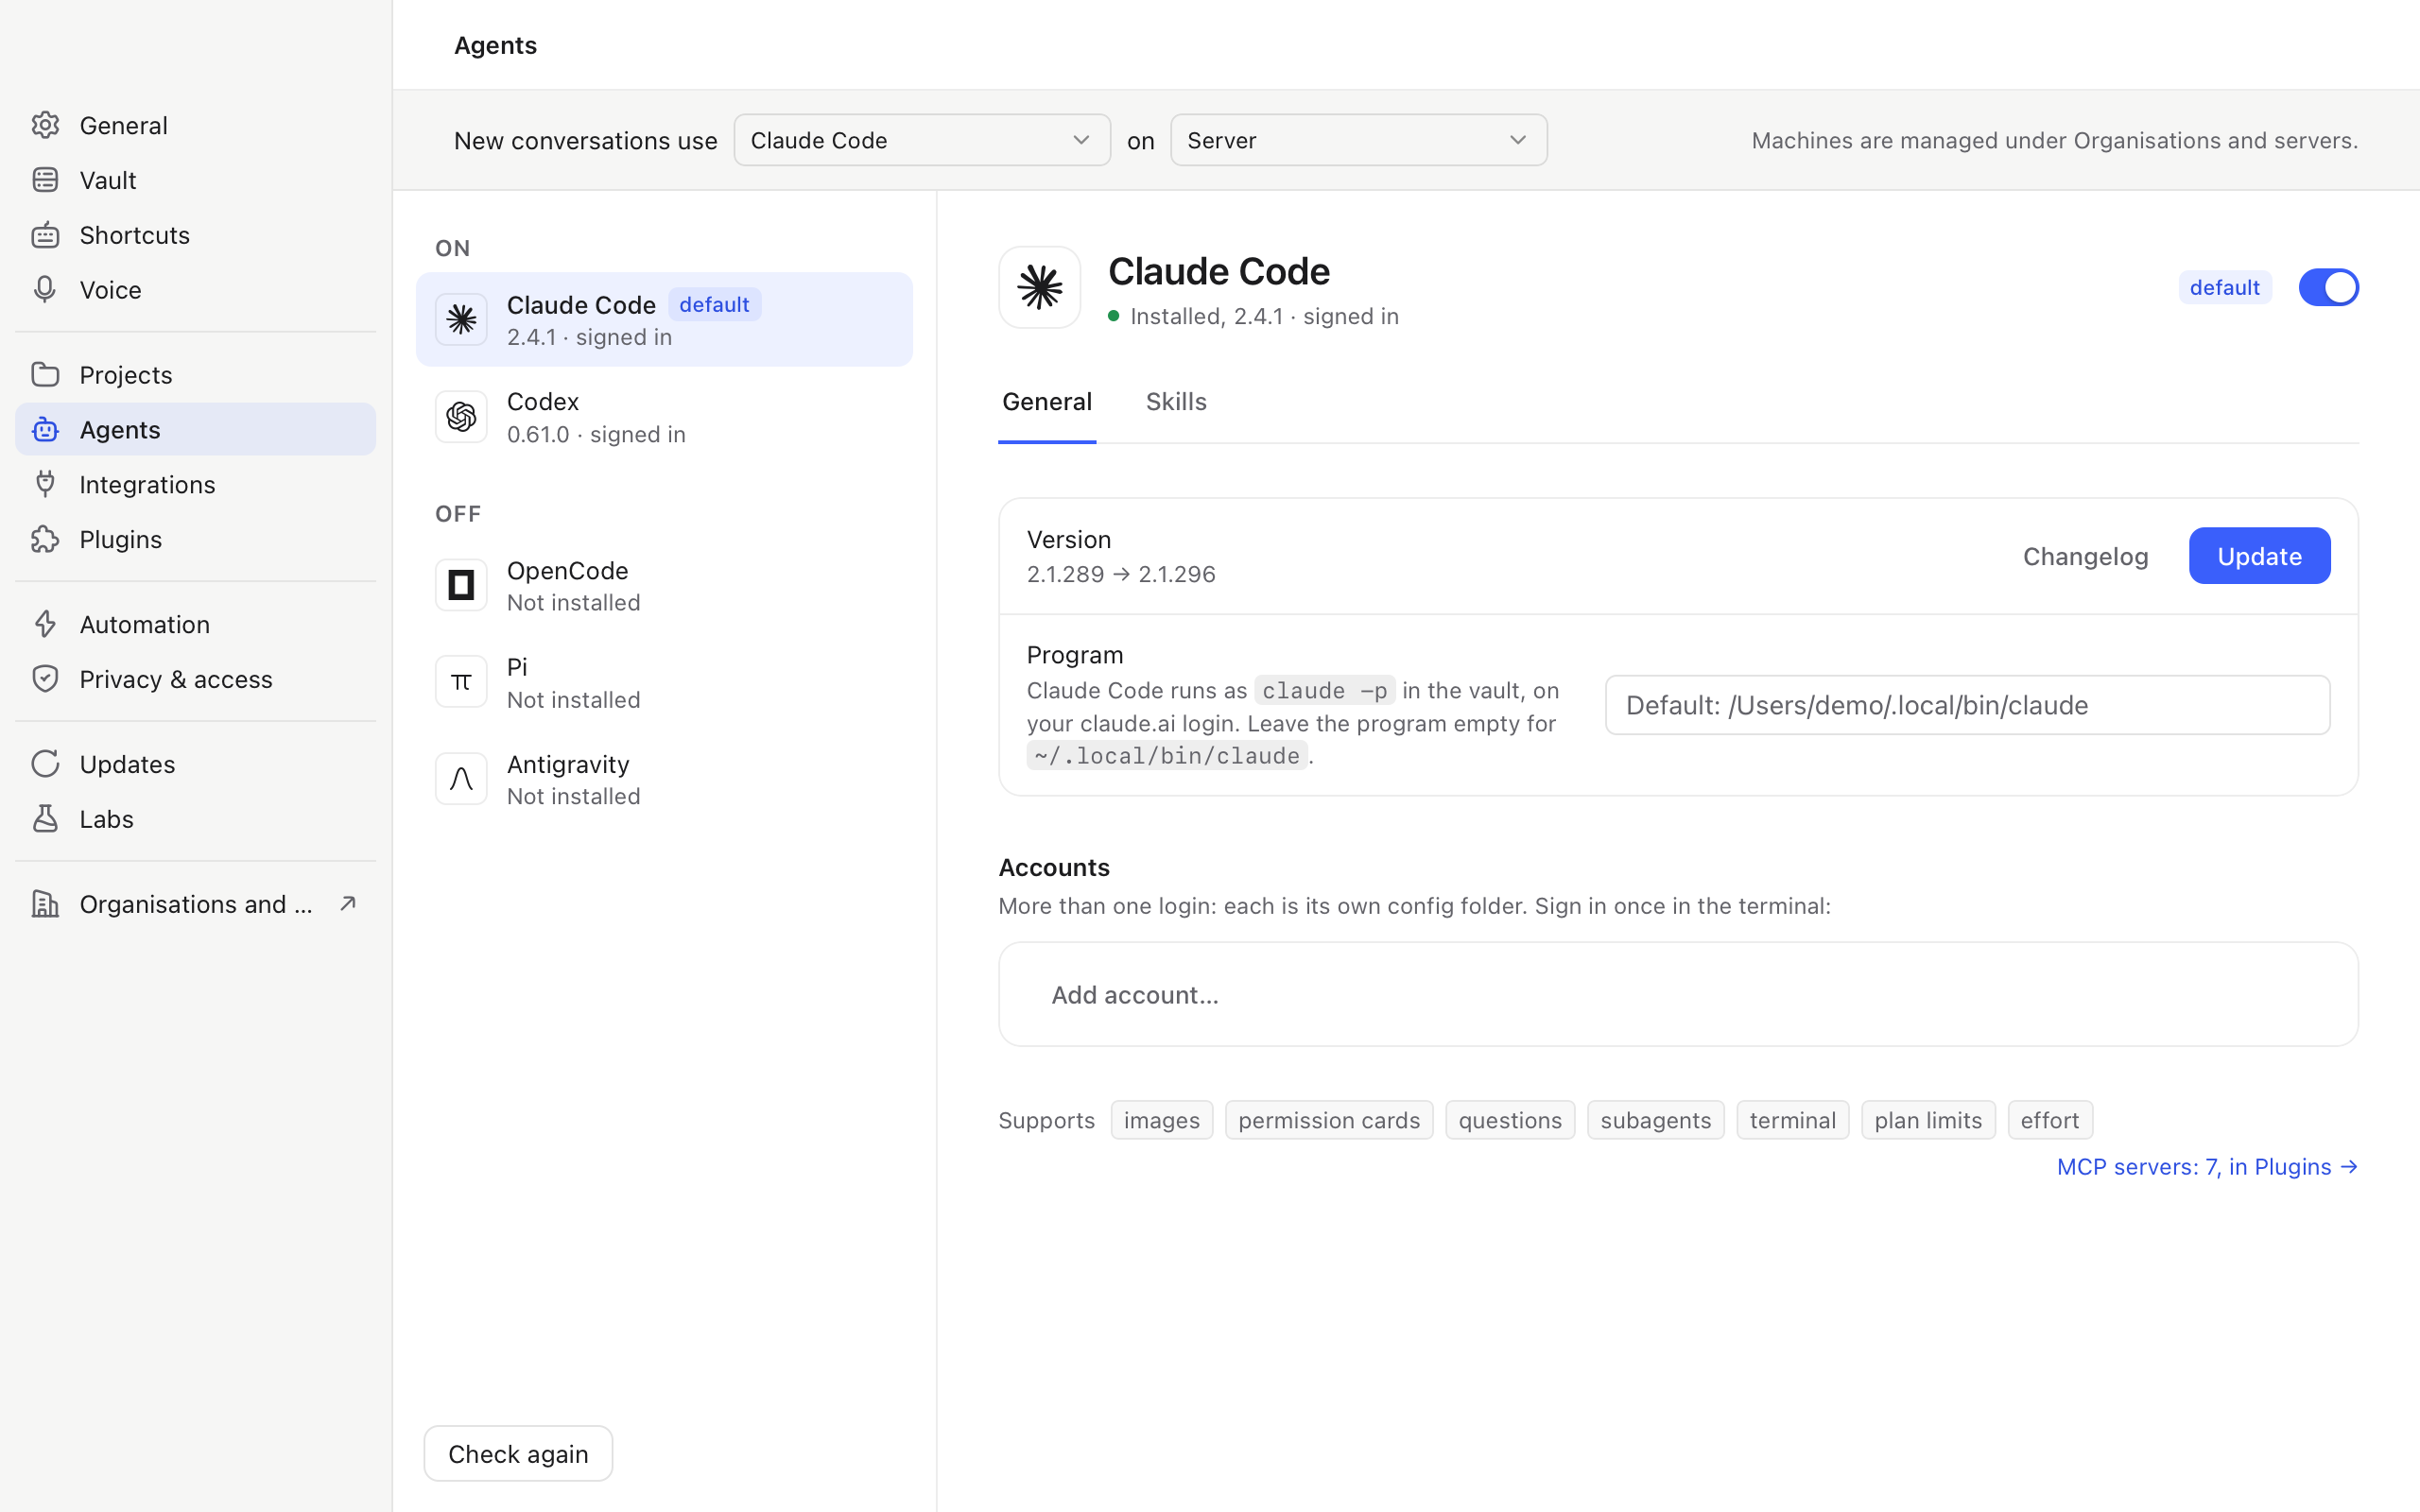 Agents
General
Vault
Shortcuts
Voice
Projects
Agents
Integrations
Plugins
Automation
Privacy & access
Updates
Labs
Organisations and ...
New conversations use Claude Code on Server
Machines are managed under Organisations and servers.
ON
Claude Code default
2.4.1 · signed in
Codex
0.61.0 · signed in
OFF
OpenCode
Not installed
Pi
Not installed
Antigravity
Not installed
Check again
Claude Code
Installed, 2.4.1 · signed in
default
General Skills
Version
2.1.289 → 2.1.296
Changelog Update
Program
Claude Code runs as claude -p in the vault, on
your claude.ai login. Leave the program empty for
~/.local/bin/claude.
Default: /Users/demo/.local/bin/claude
Accounts
More than one login: each is its own config folder. Sign in once in the terminal:
Add account...
Supports images permission cards questions subagents terminal plan limits effort
MCP servers: 7, in Plugins →